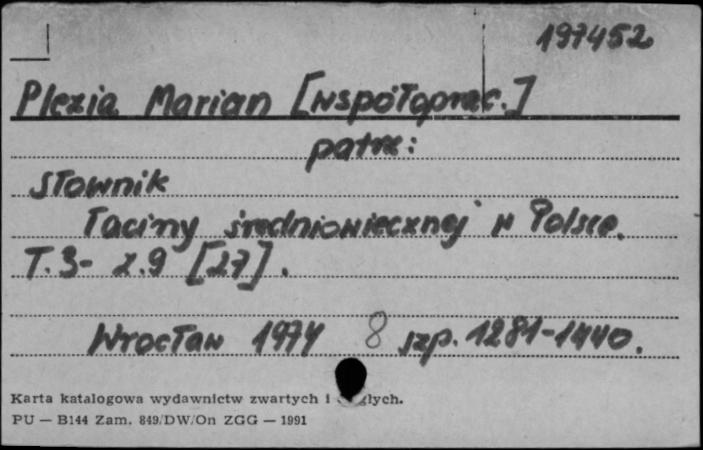 197452
Plezia Marian [współoprac.]
patrz:
Słownik
łaciny średniowiecznej w Polsce.
T. 3- z. 9 [27].
Wrocław 1974 8 szp. 1281-1440.
Karta katalogowa wydawnictw zwartych i ciągłych.
PU — B144 Zam. 849/DW/On ZGG — 1991